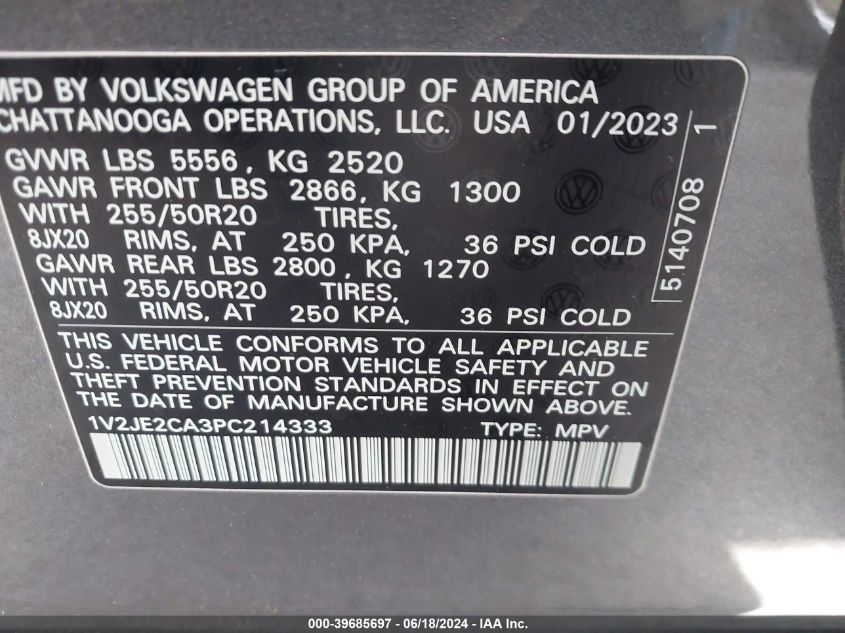 MFD BY VOLKSWAGEN GROUP OF AMERICA
CHATTANOOGA OPERATIONS, LLC. USA 01/2023
GVWR LBS 5556, KG 2520
GAWR FRONT LBS 2866, KG 1300
WITH 255/50R20 TIRES,
8JX20 RIMS, AT 250 KPA, 36 PSI COLD
GAWR REAR LBS 2800, KG 1270
WITH 255/50R20 TIRES,
8JX20 RIMS, AT 250 KPA, 36 PSI COLD
THIS VEHICLE CONFORMS TO ALL APPLICABLE
U.S. FEDERAL MOTOR VEHICLE SAFETY AND
THEFT PREVENTION STANDARDS IN EFFECT ON
THE DATE OF MANUFACTURE SHOWN ABOVE.
1V2JE2CA3PC214333 TYPE: MPV
5140708 1
000-39685697 - 06/18/2024 - IAA Inc.